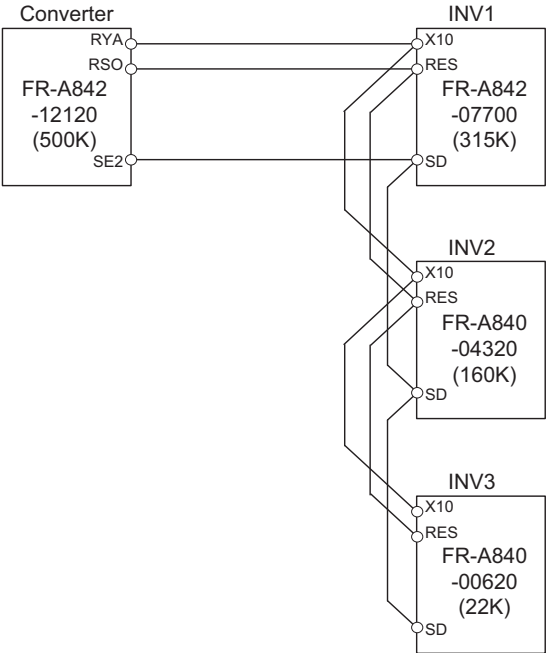 Converter
RYA
RSO
FR-A842
-12120
(500K)
SE2
INV1
X10
RES
FR-A842
-07700
(315K)
SD
INV2
X10
RES
FR-A840
-04320
(160K)
SD
INV3
X10
RES
FR-A840
-00620
(22K)
SD